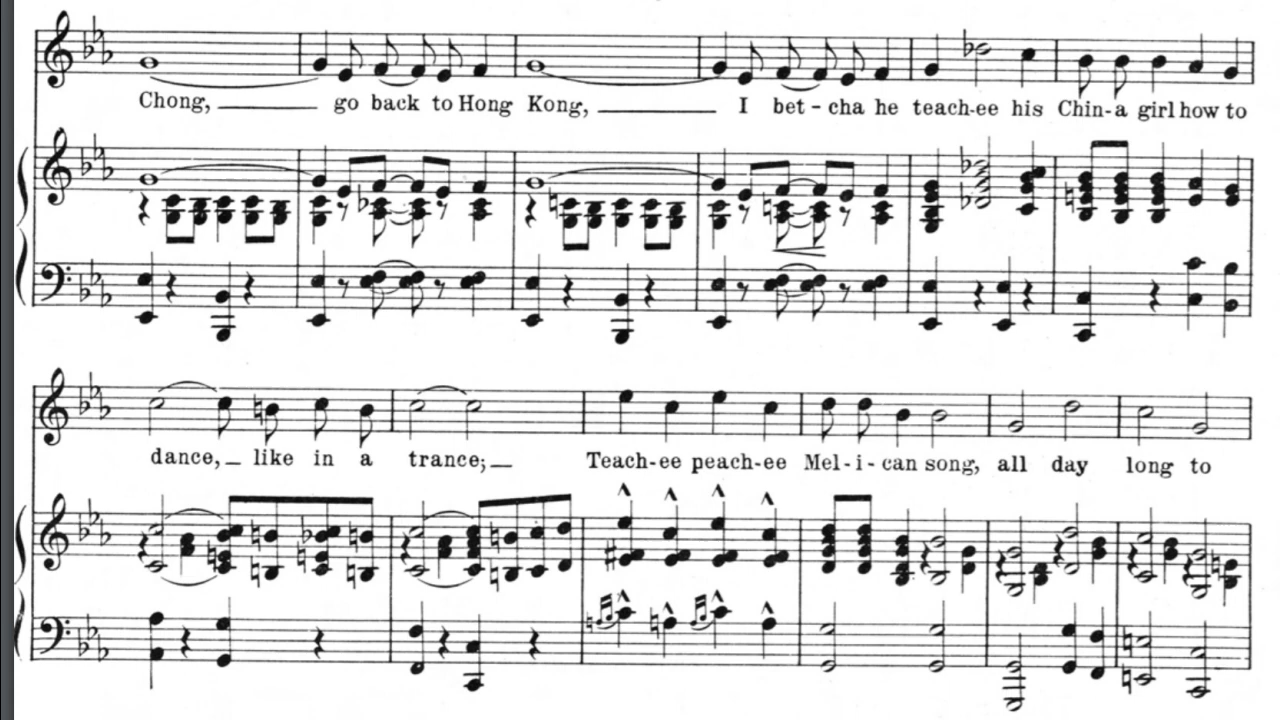 Chong, go back to Hong Kong, I bet - cha he teach-ee his Chin-a girl how to
dance, like in a trance; Teach-ee peach-ee Mel-i-can song, all day long to